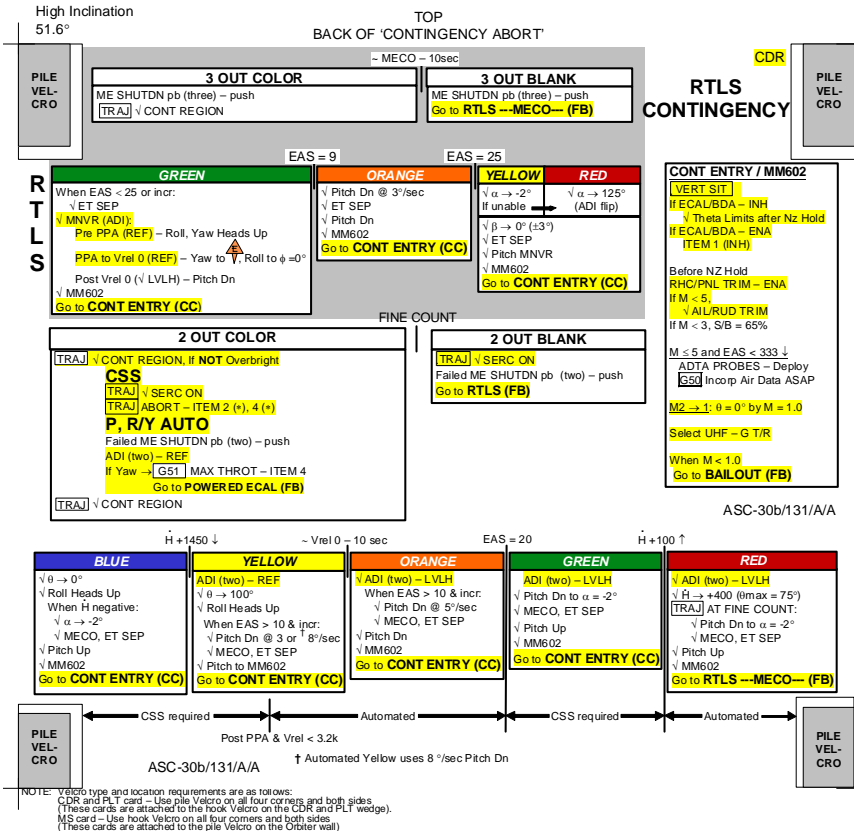 High Inclination
51.6°
TOP
BACK OF 'CONTINGENCY ABORT'
CDR
PILE VEL-CRO
PILE VEL-CRO
RTLS
CONTINGENCY
~ MECO – 10sec
3 OUT COLOR
ME SHUTDN pb (three) – push
TRAJ √ CONT REGION
3 OUT BLANK
ME SHUTDN pb (three) – push
Go to RTLS ---MECO--- (FB)
RTLS
EAS = 9
EAS = 25
GREEN
When EAS < 25 or incr:
√ ET SEP
√ MNVR (ADI):
Pre PPA (REF) – Roll, Yaw Heads Up
PPA to Vrel 0 (REF) – Yaw to E, Roll to ϕ =0°
Post Vrel 0 (√ LVLH) – Pitch Dn
√ MM602
Go to CONT ENTRY (CC)
ORANGE
√ Pitch Dn @ 3°/sec
√ ET SEP
√ Pitch Dn
√ MM602
Go to CONT ENTRY (CC)
YELLOW
√ α → -2°
If unable
RED
√ α → 125°
(ADI flip)
√ β → 0° (±3°)
√ ET SEP
√ Pitch MNVR
√ MM602
Go to CONT ENTRY (CC)
CONT ENTRY / MM602
VERT SIT
If ECAL/BDA – INH
√ Theta Limits after Nz Hold
If ECAL/BDA – ENA
ITEM 1 (INH)
Before NZ Hold
RHC/PNL TRIM – ENA
If M < 5,
√ AIL/RUD TRIM
If M < 3, S/B = 65%
M ≤ 5 and EAS < 333 ↓
ADTA PROBES – Deploy
G50 Incorp Air Data ASAP
M2 → 1: θ = 0° by M = 1.0
Select UHF – G T/R
When M < 1.0
Go to BAILOUT (FB)
FINE COUNT
2 OUT COLOR
TRAJ √ CONT REGION, If NOT Overbright
CSS
TRAJ √ SERC ON
TRAJ ABORT – ITEM 2 (*), 4 (*)
P, R/Y AUTO
Failed ME SHUTDN pb (two) – push
ADI (two) – REF
If Yaw → G51 MAX THROT – ITEM 4
Go to POWERED ECAL (FB)
TRAJ √ CONT REGION
2 OUT BLANK
TRAJ √ SERC ON
Failed ME SHUTDN pb (two) – push
Go to RTLS (FB)
ASC-30b/131/A/A
Ḣ +1450 ↓
~ Vrel 0 – 10 sec
EAS = 20
Ḣ +100 ↑
BLUE
√ θ → 0°
√ Roll Heads Up
When Ḣ negative:
√ α → -2°
√ MECO, ET SEP
√ Pitch Up
√ MM602
Go to CONT ENTRY (CC)
YELLOW
ADI (two) – REF
√ θ → 100°
√ Roll Heads Up
When EAS > 10 & incr:
√ Pitch Dn @ 3 or † 8°/sec
√ MECO, ET SEP
√ Pitch to MM602
Go to CONT ENTRY (CC)
ORANGE
√ ADI (two) – LVLH
When EAS > 10 & incr:
√ Pitch Dn @ 5°/sec
√ MECO, ET SEP
√ Pitch Dn
√ MM602
Go to CONT ENTRY (CC)
GREEN
ADI (two) – LVLH
√ Pitch Dn to α = -2°
√ MECO, ET SEP
√ Pitch Up
√ MM602
Go to CONT ENTRY (CC)
RED
√ ADI (two) – LVLH
√ Ḣ → +400 (θmax = 75°)
TRAJ AT FINE COUNT:
√ Pitch Dn to α = -2°
√ MECO, ET SEP
√ Pitch Up
√ MM602
Go to RTLS ---MECO--- (FB)
PILE VEL-CRO
CSS required
Automated
CSS required
Automated
PILE VEL-CRO
Post PPA & Vrel < 3.2k
ASC-30b/131/A/A
† Automated Yellow uses 8 °/sec Pitch Dn
NOTE: Velcro type and location requirements are as follows:
CDR and PLT card – Use pile Velcro on all four corners and both sides
(These cards are attached to the hook Velcro on the CDR and PLT wedge).
MS card – Use hook Velcro on all four corners and both sides
(These cards are attached to the pile Velcro on the Orbiter wall)